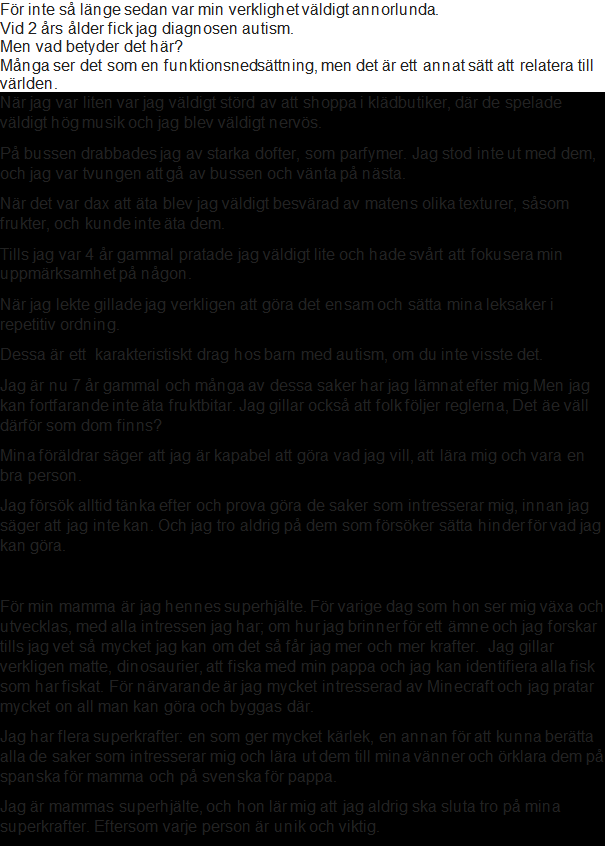 För inte så länge sedan var min verklighet väldigt annorlunda.
Vid 2 års ålder fick jag diagnosen autism.
Men vad betyder det här?
Många ser det som en funktionsnedsättning, men det är ett annat sätt att relatera till
världen.
När jag var liten var jag väldigt störd av att shoppa i klädbutiker, där de spelade
väldigt hög musik och jag blev väldigt nervös.
På bussen drabbades jag av starka dofter, som parfymer. Jag stod inte ut med dem,
och jag var tvungen att gå av bussen och vänta på nästa.
När det var dax att äta blev jag väldigt besvärad av matens olika texturer, såsom
frukter, och kunde inte äta dem.
Tills jag var 4 år gammal pratade jag väldigt lite och hade svårt att fokusera min
uppmärksamhet på någon.
När jag lekte gillade jag verkligen att göra det ensam och sätta mina leksaker i
repetitiv ordning.
Dessa är ett karakteristiskt drag hos barn med autism, om du inte visste det.
Jag är nu 7 år gammal och många av dessa saker har jag lämnat efter mig.Men jag
kan fortfarande inte äta fruktbitar. Jag gillar också att folk följer reglerna, Det äe väll
därför som dom finns?
Mina föräldrar säger att jag är kapabel att göra vad jag vill, att lära mig och vara en
bra person.
Jag försök alltid tänka efter och prova göra de saker som intresserar mig, innan jag
säger att jag inte kan. Och jag tro aldrig på dem som försöker sätta hinder för vad jag
kan göra.
För min mamma är jag hennes superhjälte. För varige dag som hon ser mig växa och
utvecklas, med alla intressen jag har; om hur jag brinner för ett ämne och jag forskar
tills jag vet så mycket jag kan om det så får jag mer och mer krafter. Jag gillar
verkligen matte, dinosaurier, att fiska med min pappa och jag kan identifiera alla fisk
som har fiskat. För närvarande är jag mycket intresserad av Minecraft och jag pratar
mycket on all man kan göra och byggas där.
Jag har flera superkrafter: en som ger mycket kärlek, en annan för att kunna berätta
alla de saker som intresserar mig och lära ut dem till mina vänner och örklara dem på
spanska för mamma och på svenska för pappa.
Jag är mammas superhjälte, och hon lär mig att jag aldrig ska sluta tro på mina
superkrafter. Eftersom varje person är unik och viktig.